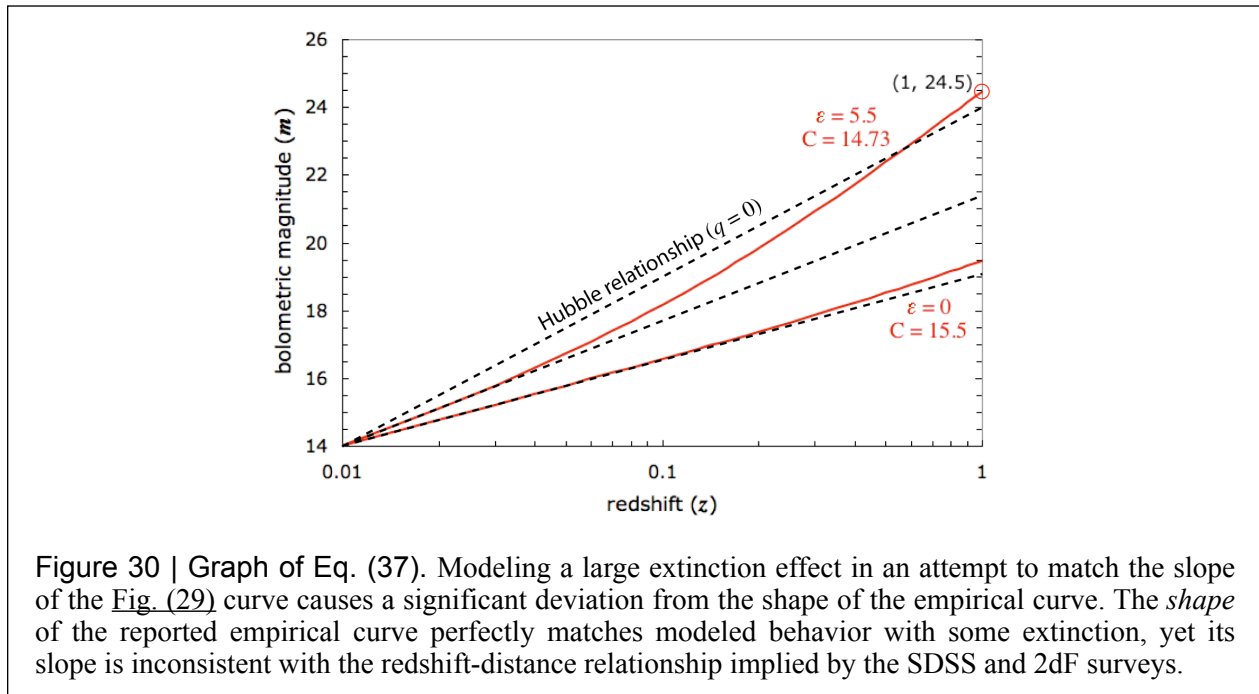 26
24
22
20
18
16
14
bolometric magnitude (m)
(1, 24.5)
ε = 5.5
C = 14.73
Hubble relationship (q = 0)
ε = 0
C = 15.5
0.01
0.1
1
redshift (z)
Figure 30 | Graph of Eq. (37). Modeling a large extinction effect in an attempt to match the slope
of the Fig. (29) curve causes a significant deviation from the shape of the empirical curve. The shape
of the reported empirical curve perfectly matches modeled behavior with some extinction, yet its
slope is inconsistent with the redshift-distance relationship implied by the SDSS and 2dF surveys.